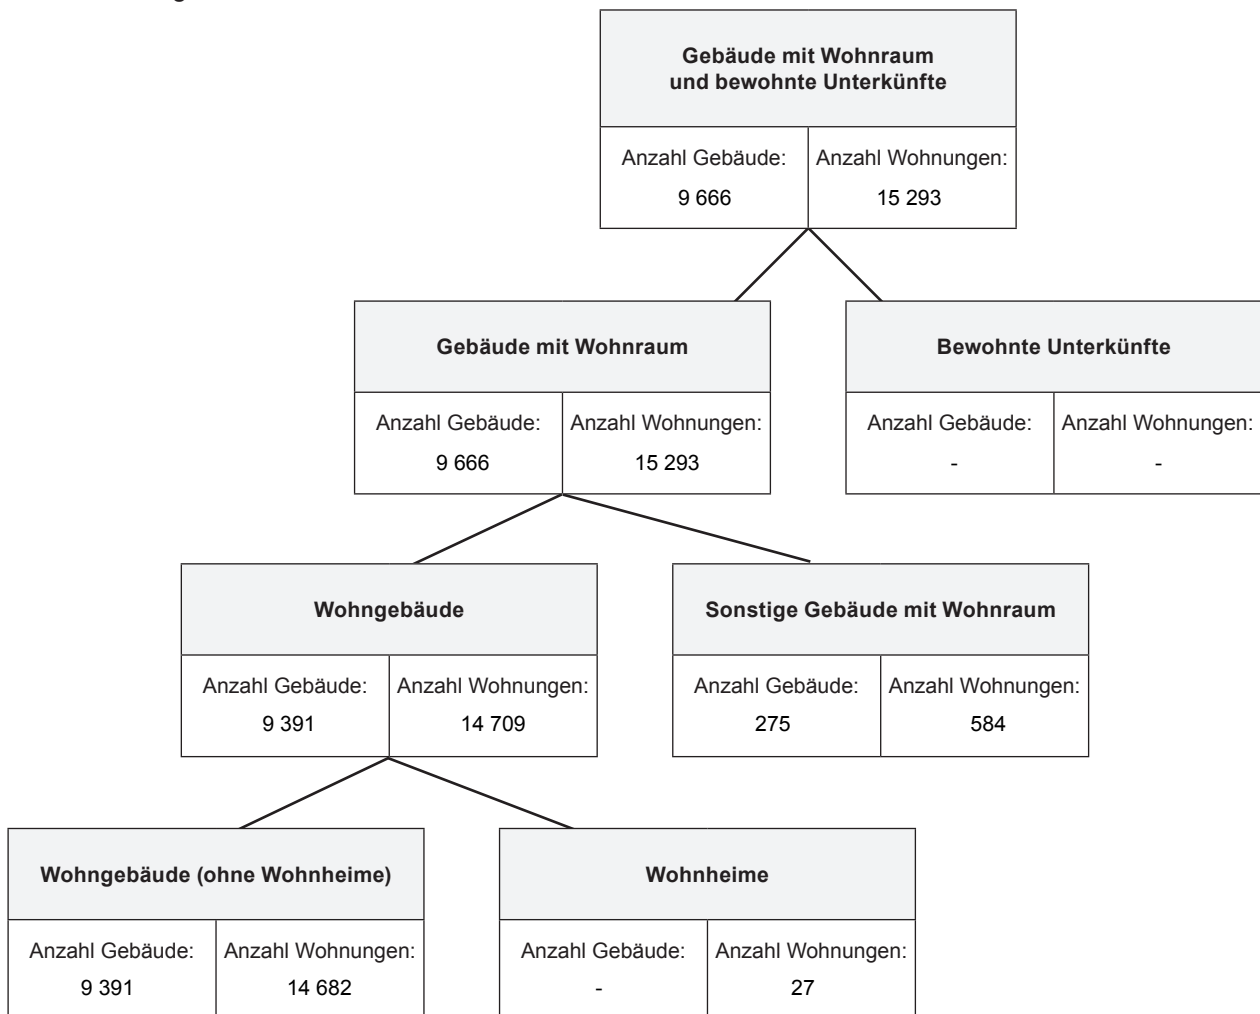 Gebäude mit Wohnraum
und bewohnte Unterkünfte
Anzahl Gebäude: Anzahl Wohnungen:
9 666 15 293
Gebäude mit Wohnraum Bewohnte Unterkünfte
Anzahl Gebäude: Anzahl Wohnungen: Anzahl Gebäude: Anzahl Wohnungen:
9 666 15 293 - -
Wohngebäude Sonstige Gebäude mit Wohnraum
Anzahl Gebäude: Anzahl Wohnungen: Anzahl Gebäude: Anzahl Wohnungen:
9 391 14 709 275 584
Wohngebäude (ohne Wohnheime) Wohnheime
Anzahl Gebäude: Anzahl Wohnungen: Anzahl Gebäude: Anzahl Wohnungen:
9 391 14 682 - 27